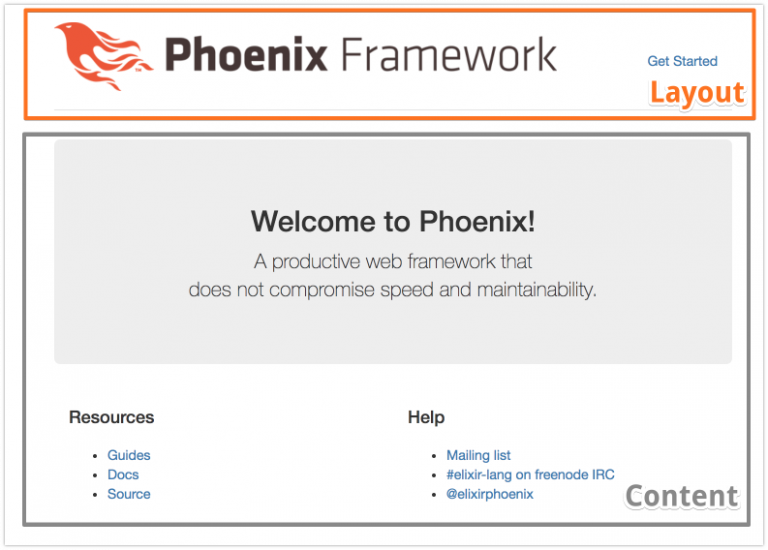 Phoenix Framework
Get Started
Layout
Welcome to Phoenix!
A productive web framework that
does not compromise speed and maintainability.
Resources
Guides
Docs
Source
Help
Mailing list
#elixir-lang on freenode IRC
@elixirphoenix
Content